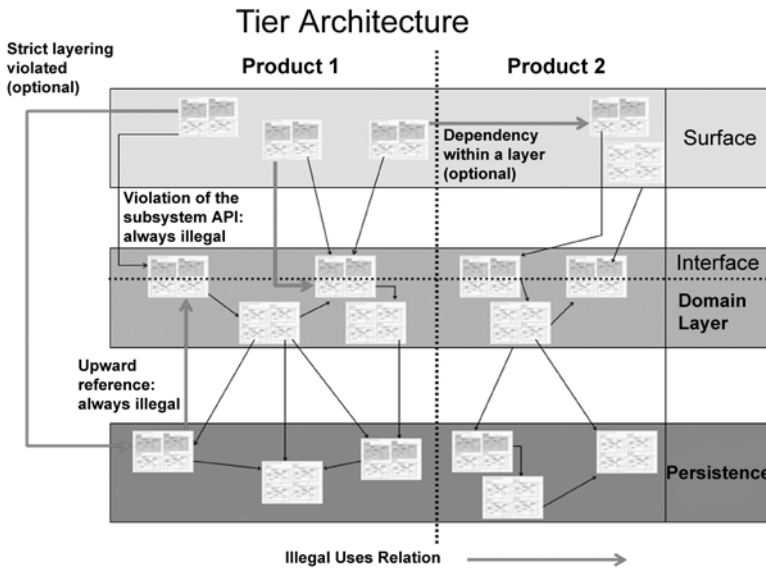 Tier Architecture
Strict layering
violated
(optional)
Product 1
Product 2
Dependency
within a layer
(optional)
Surface
Violation of the
subsystem API:
always illegal
Interface
Domain
Layer
Upward
reference:
always illegal
Persistence
Illegal Uses Relation